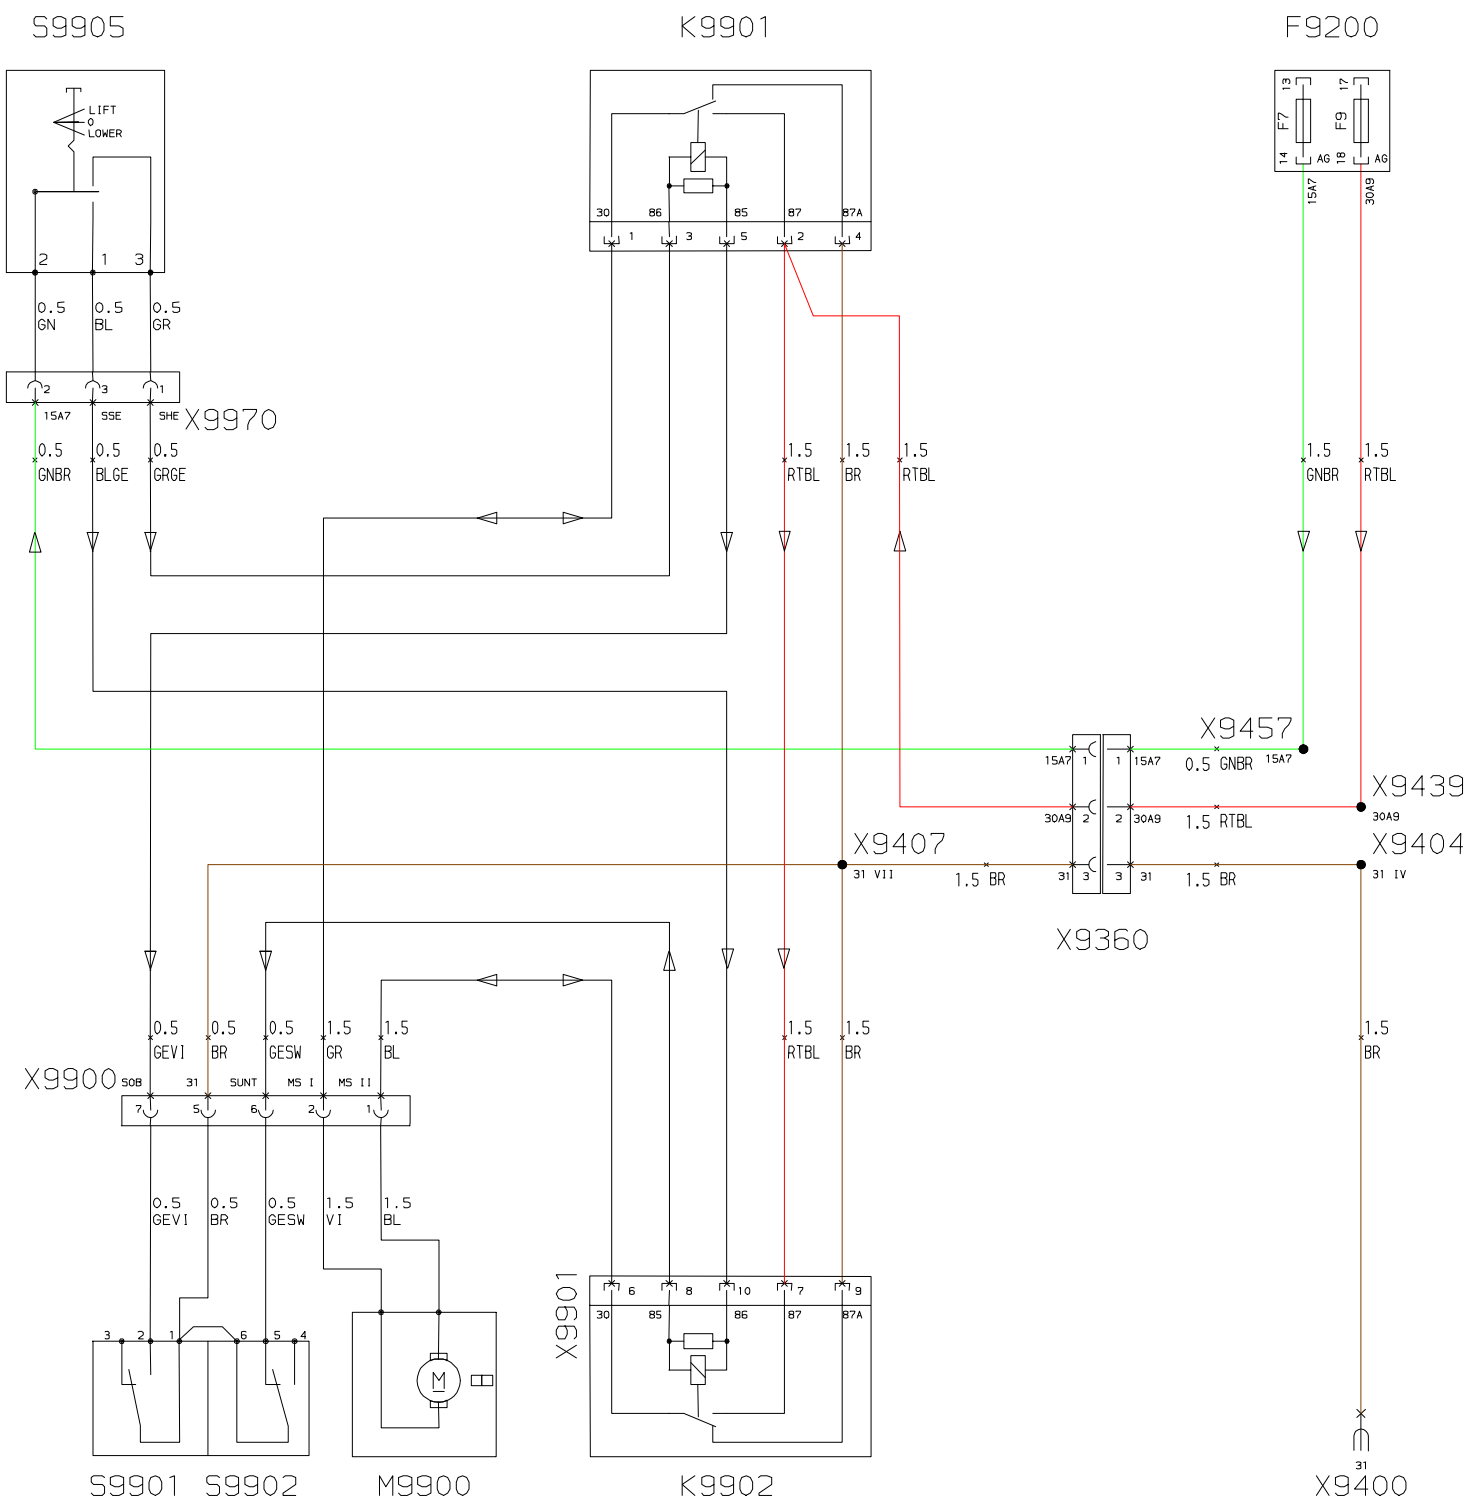 S9905
K9901
F9200
LIFT
0
LOWER
13
17
F7
F9
14
AG
18
AG
15A7
30A9
30
86
85
87
87A
1
3
5
2
4
2
1
3
0.5
GN
0.5
BL
0.5
GR
2
3
1
15A7
SSE
SHE
X9970
0.5
GNBR
0.5
BLGE
0.5
GRGE
1.5
RTBL
1.5
BR
1.5
RTBL
1.5
GNBR
1.5
RTBL
X9457
15A7
1
1
15A7
0.5 GNBR
15A7
X9439
30A9
30A9
2
2
30A9
1.5 RTBL
X9407
31 VII
X9404
31 IV
1.5 BR
31
3
3
31
1.5 BR
X9360
0.5
GEVI
0.5
BR
0.5
GESW
1.5
GR
1.5
BL
1.5
RTBL
1.5
BR
1.5
BR
X9900
SOB
31
SUNT
MS I
MS II
7
5
6
2
1
0.5
GEVI
0.5
BR
0.5
GESW
1.5
VI
1.5
BL
X9901
6
8
10
7
9
30
85
86
87
87A
3
2
1
6
5
4
M
31
S9901
S9902
M9900
K9902
X9400